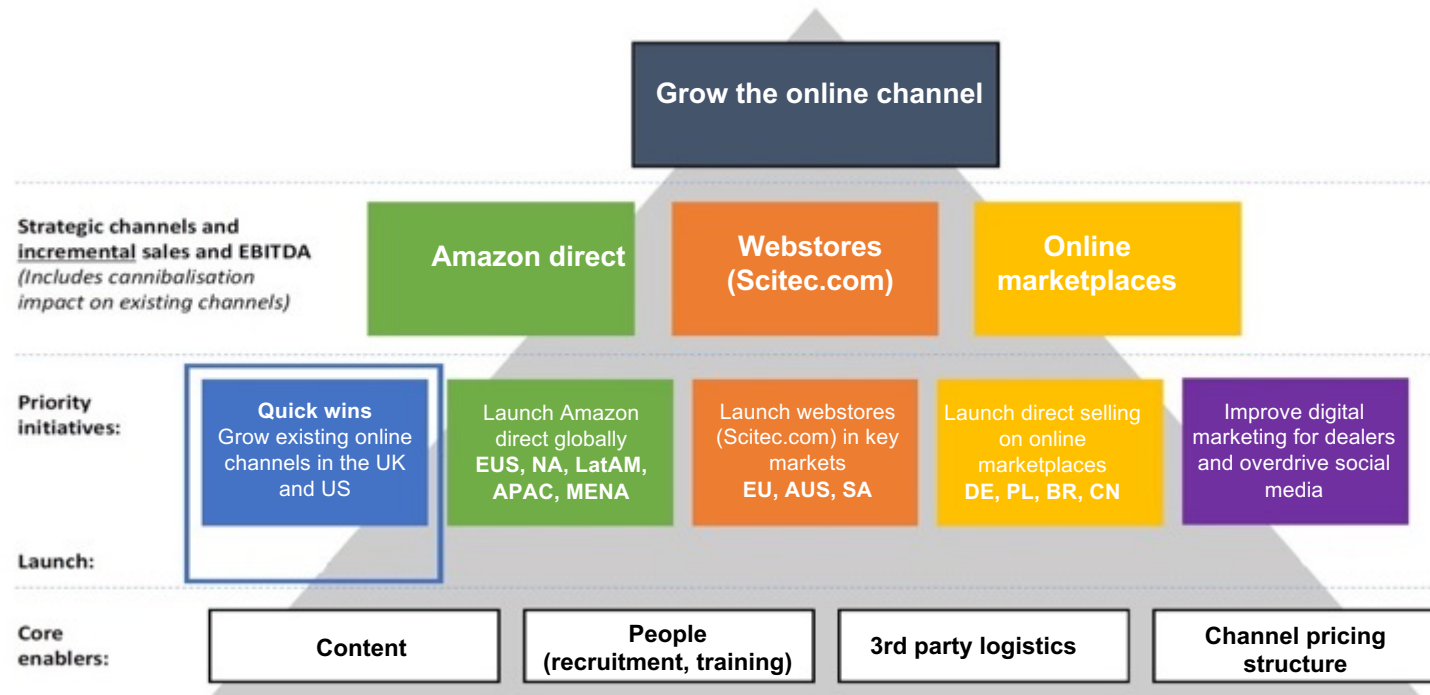 Grow the online channel
Strategic channels and
incremental sales and EBITDA
(Includes cannibalisation
impact on existing channels)
Amazon direct
Webstores
(Scitec.com)
Online
marketplaces
Priority
initiatives:
Quick wins
Grow existing online
channels in the UK
and US
Launch Amazon
direct globally
EUS, NA, LatAM,
APAC, MENA
Launch webstores
(Scitec.com) in key
markets
EU, AUS, SA
Launch direct selling
on online
marketplaces
DE, PL, BR, CN
Improve digital
marketing for dealers
and overdrive social
media
Launch:
Core
enablers:
Content
People
(recruitment, training)
3rd party logistics
Channel pricing
structure